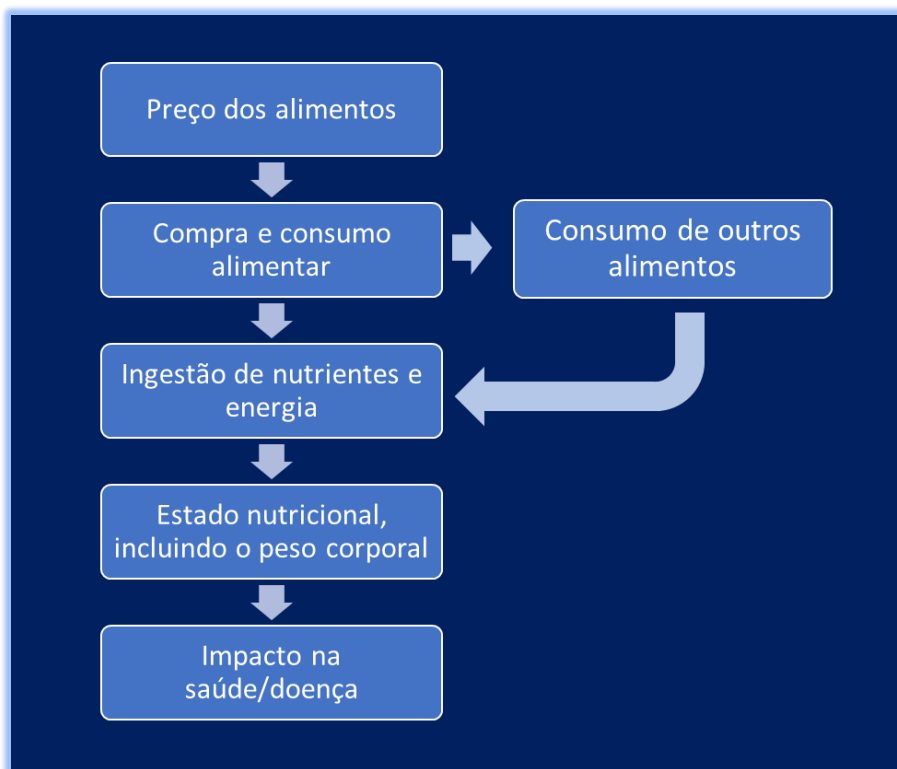 Preço dos alimentos
Compra e consumo
alimentar
Consumo de outros
alimentos
Ingestão de nutrientes e
energia
Estado nutricional,
incluindo o peso corporal
Impacto na
saúde/doença